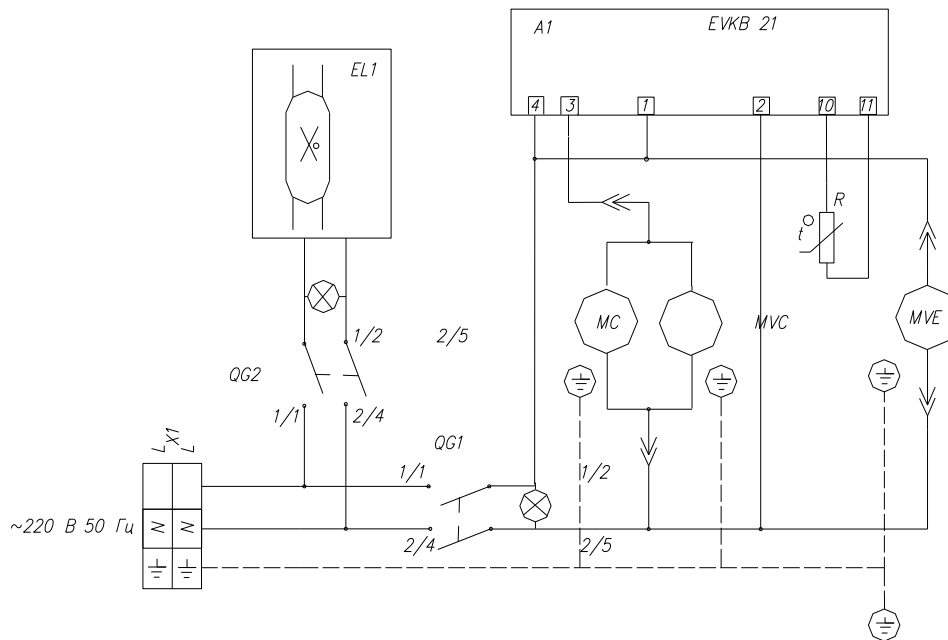 A1 EVKB 21
EL1
4 3 1 2 10 11
R
t°
MC MVC MVE
1/2 2/5
QG2
1/1 2/4
QG1
L X1 L
1/1 1/2
~220 В 50 Гц N N
2/4 2/5